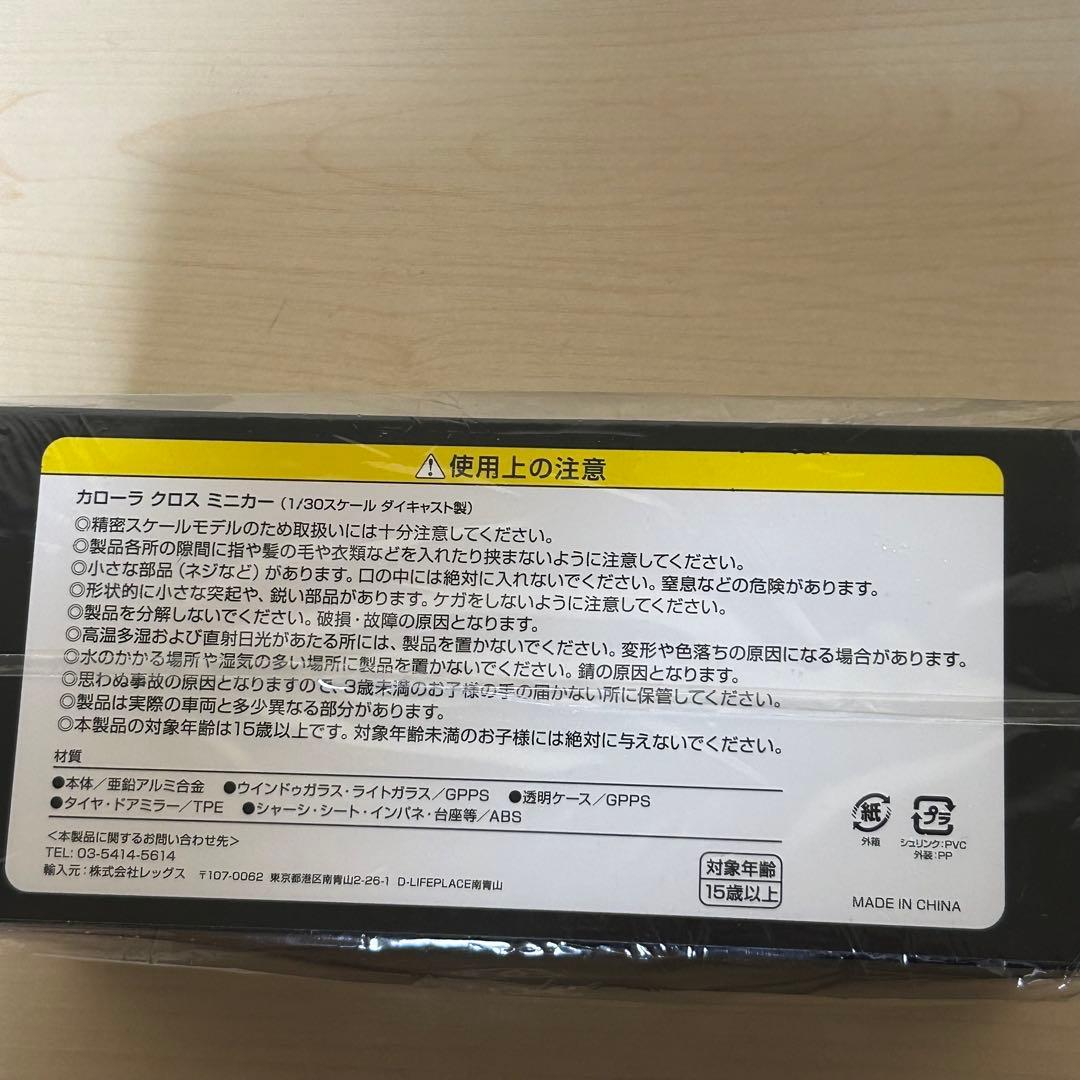 ⚠使用上の注意
カローラ クロス ミニカー (1/30スケール ダイキャスト製)
◎精密スケールモデルのため取扱いには十分注意してください。
◎製品各所の隙間に指や髪の毛や衣類などを入れたり挟まないように注意してください。
◎小さな部品(ネジなど)があります。口の中には絶対に入れないでください。窒息などの危険があります。
◎形状的に小さな突起や、鋭い部品があります。ケガをしないように注意してください。
◎製品を分解しないでください。破損・故障の原因となります。
◎高温多湿および直射日光があたる所には、製品を置かないでください。変形や色落ちの原因になる場合があります。
◎水のかかる場所や湿気の多い場所に製品を置かないでください。錆の原因となります。
◎思わぬ事故の原因となりますので、3歳未満のお子様の手の届かない所に保管してください。
◎製品は実際の車両と多少異なる部分があります。
◎本製品の対象年齢は15歳以上です。対象年齢未満のお子様には絶対に与えないでください。
材質
●本体/亜鉛アルミ合金 ●ウインドゥガラス・ライトガラス/GPPS ●透明ケース/GPPS
●タイヤ・ドアミラー/TPE ●シャーシ・シート・インパネ・台座等/ABS
<本製品に関するお問い合わせ先>
TEL: 03-5414-5614
輸入元:株式会社レッグス 〒107-0062 東京都港区南青山2-26-1 D-LIFEPLACE南青山
対象年齢
15歳以上
紙
外箱
プラ
シュリンク:PVC
外装:PP
MADE IN CHINA